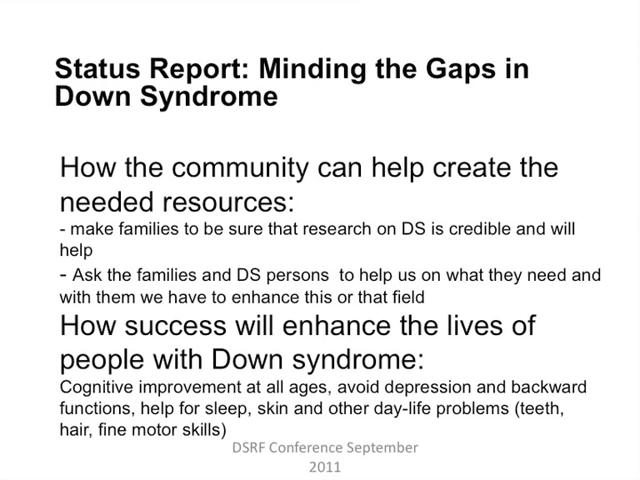 Status Report: Minding the Gaps in
Down Syndrome
How the community can help create the
needed resources:
- make families to be sure that research on DS is credible and will
help
- Ask the families and DS persons to help us on what they need and
with them we have to enhance this or that field
How success will enhance the lives of
people with Down syndrome:
Cognitive improvement at all ages, avoid depression and backward
functions, help for sleep, skin and other day-life problems (teeth,
hair, fine motor skills)
DSRF Conference September
2011